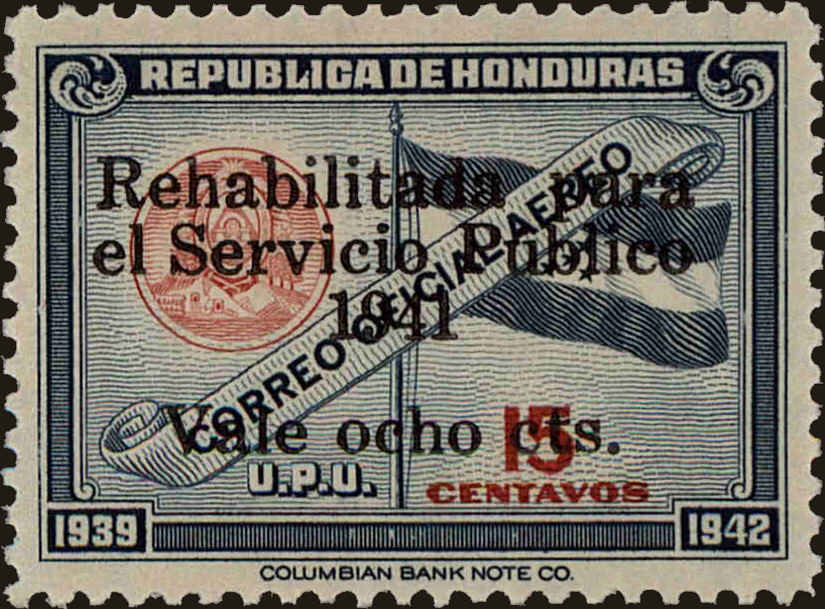 REPUBLICA DE HONDURAS
Rehabilitada para
el Servicio Público
1941
CORREO OFICIAL AEREO
Vale ocho cts.
15
U.P.U.
CENTAVOS
1939
1942
COLUMBIAN BANK NOTE CO.